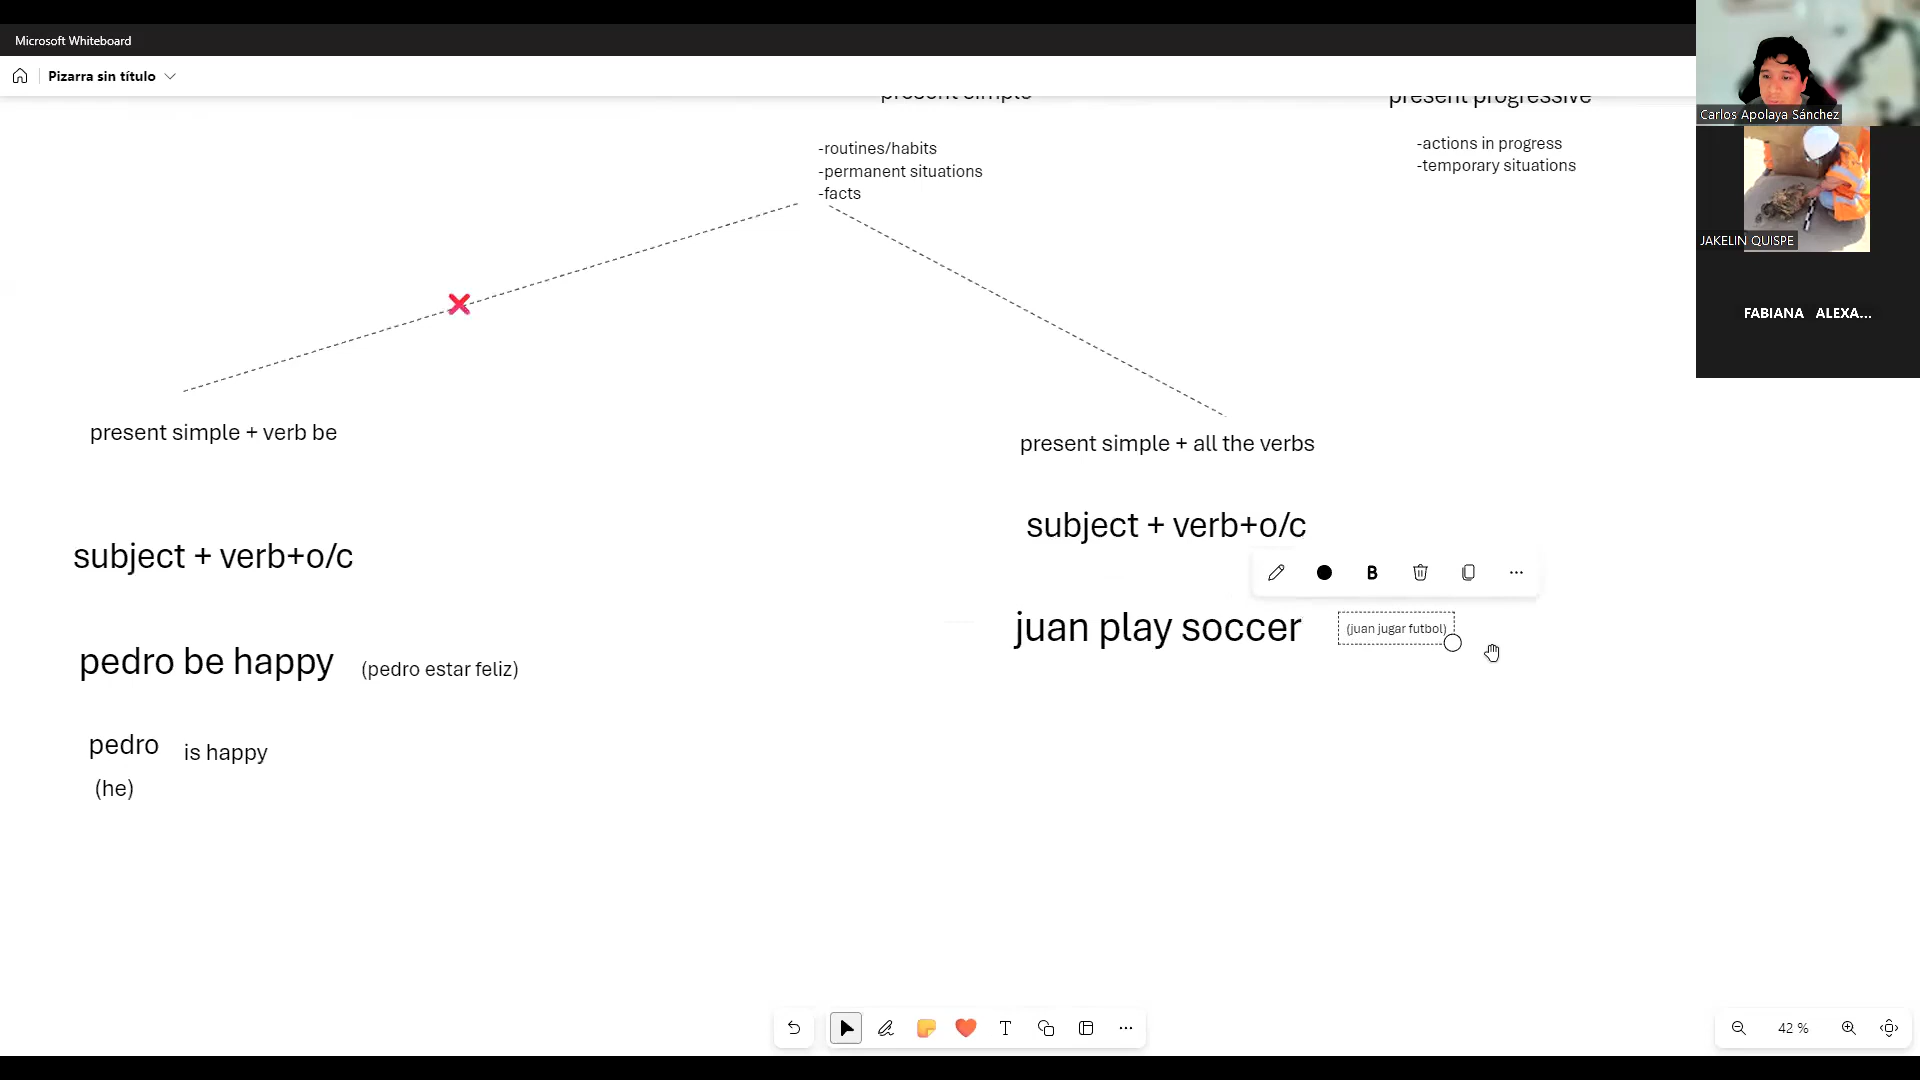 Microsoft Whiteboard
Pizarra sin título
present simple
present progressive
Carlos Apolaya Sánchez
-routines/habits
-permanent situations
-facts
-actions in progress
-temporary situations
JAKELIN QUISPE
FABIANA ALEXA...
present simple + verb be
present simple + all the verbs
subject + verb+o/c
subject + verb+o/c
B
juan play soccer
(juan jugar futbol)
pedro be happy
(pedro estar feliz)
pedro
is happy
(he)
42 %